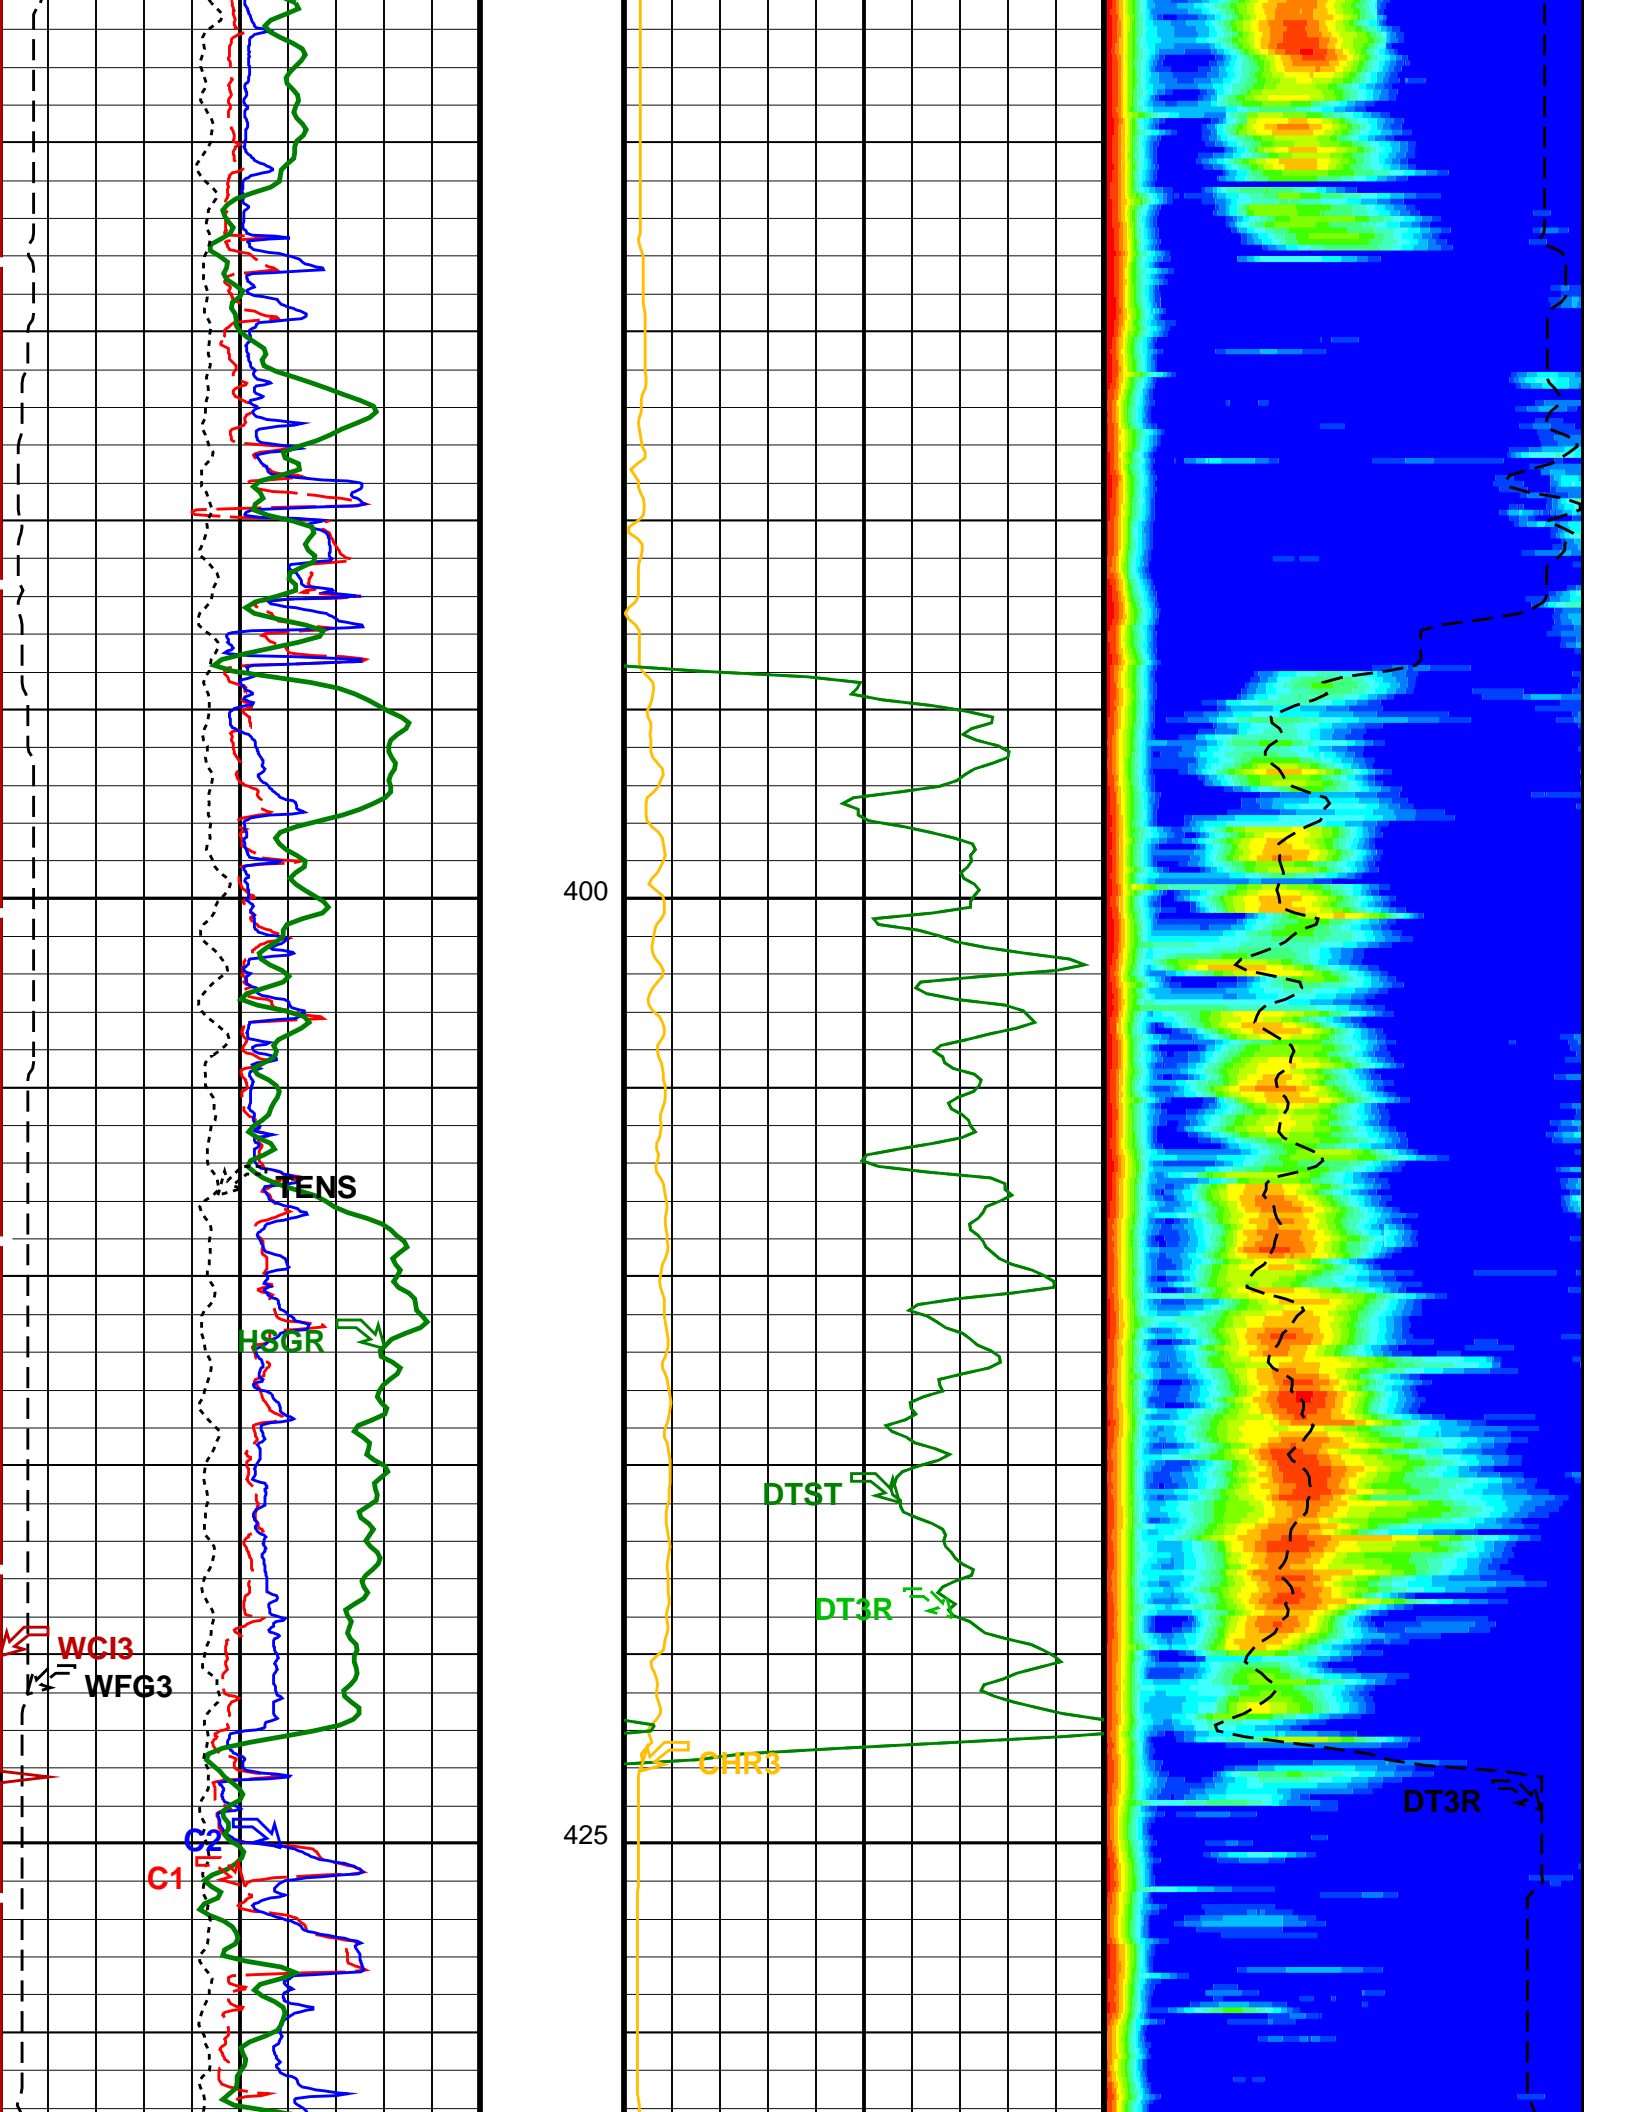 400
TENS
HSGR
DTST
DT3R
WCI3
WFG3
CHR3
DT3R
425
C2
C1